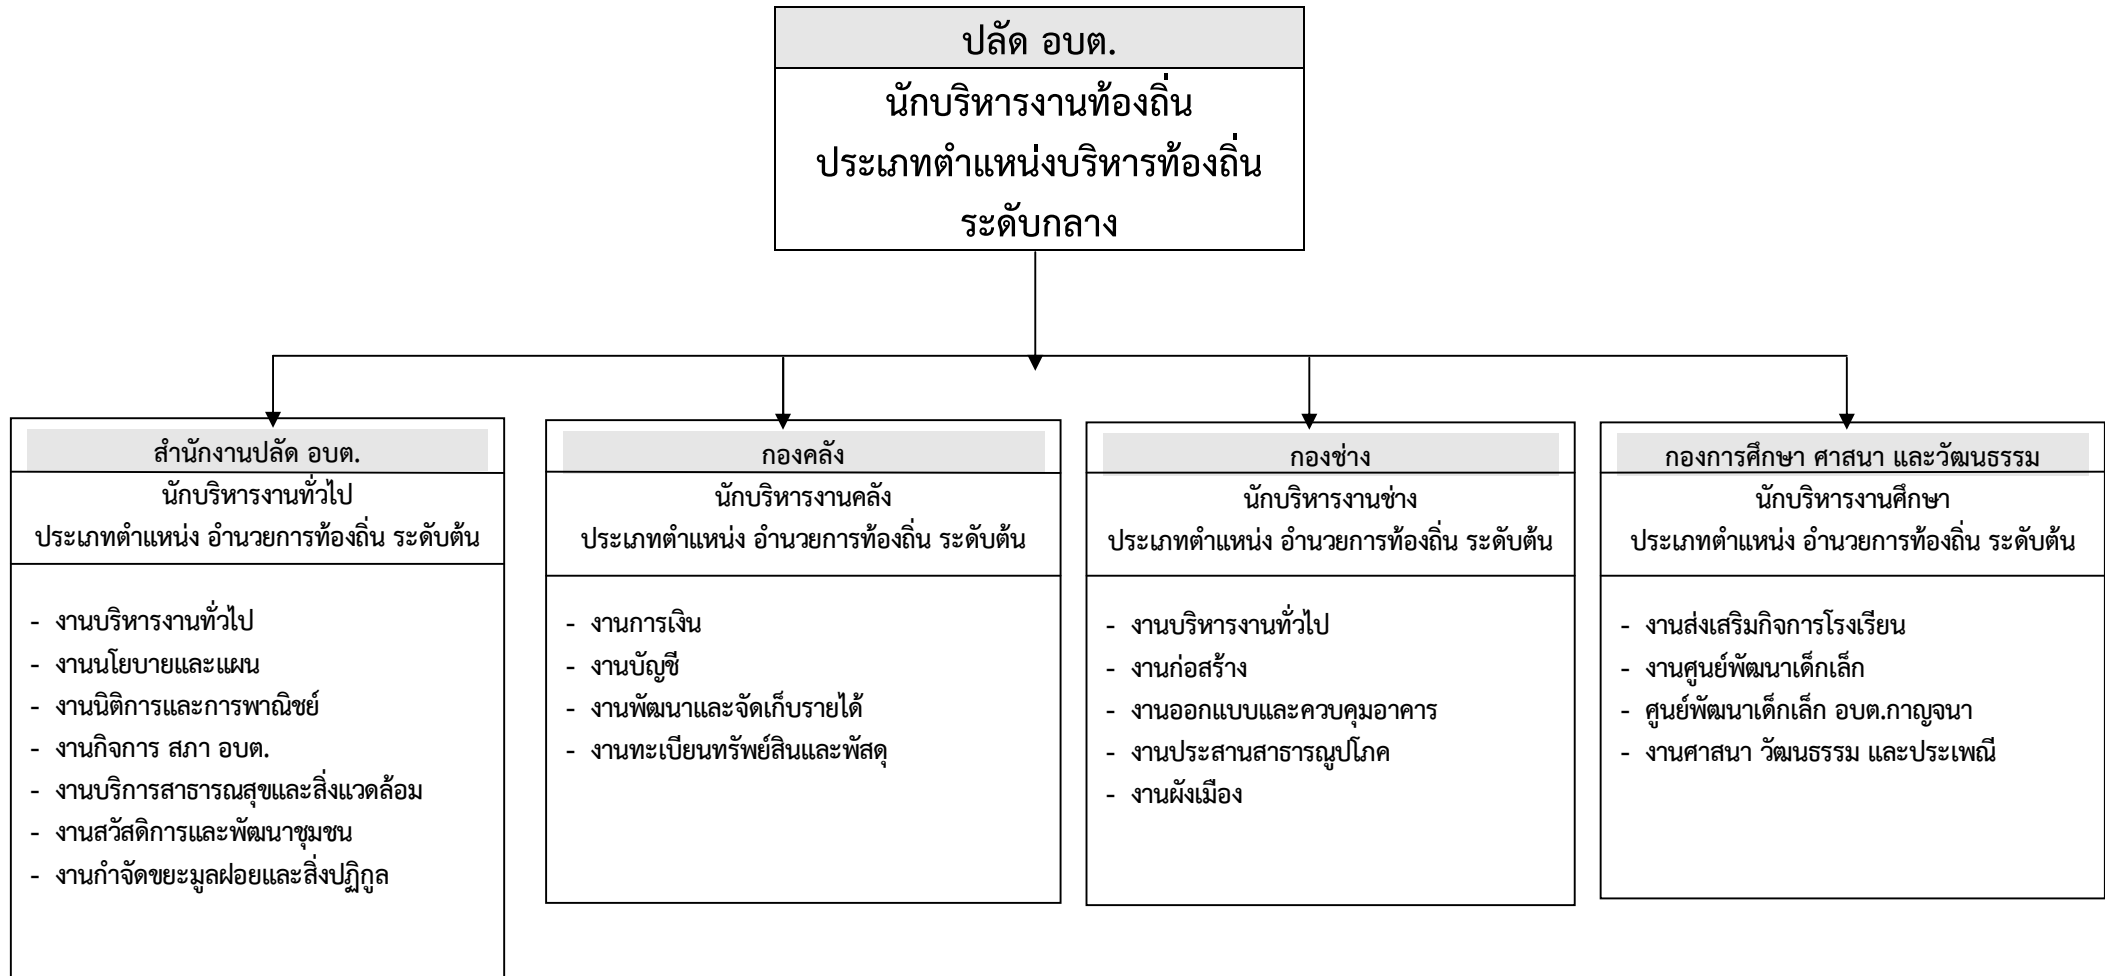 ปลัด อบต.
นักบริหารงานท้องถิ่น
ประเภทตำแหน่งบริหารท้องถิ่น
ระดับกลาง
สำนักงานปลัด อบต.
นักบริหารงานทั่วไป
ประเภทตำแหน่ง อำนวยการท้องถิ่น ระดับต้น
- งานบริหารงานทั่วไป
- งานนโยบายและแผน
- งานนิติการและการพาณิชย์
- งานกิจการ สภา อบต.
- งานบริการสาธารณสุขและสิ่งแวดล้อม
- งานสวัสดิการและพัฒนาชุมชน
- งานกำจัดขยะมูลฝอยและสิ่งปฏิกูล
กองคลัง
นักบริหารงานคลัง
ประเภทตำแหน่ง อำนวยการท้องถิ่น ระดับต้น
- งานการเงิน
- งานบัญชี
- งานพัฒนาและจัดเก็บรายได้
- งานทะเบียนทรัพย์สินและพัสดุ
กองช่าง
นักบริหารงานช่าง
ประเภทตำแหน่ง อำนวยการท้องถิ่น ระดับต้น
- งานบริหารงานทั่วไป
- งานก่อสร้าง
- งานออกแบบและควบคุมอาคาร
- งานประสานสาธารณูปโภค
- งานผังเมือง
กองการศึกษา ศาสนา และวัฒนธรรม
นักบริหารงานศึกษา
ประเภทตำแหน่ง อำนวยการท้องถิ่น ระดับต้น
- งานส่งเสริมกิจการโรงเรียน
- งานศูนย์พัฒนาเด็กเล็ก
- ศูนย์พัฒนาเด็กเล็ก อบต.กาญจนา
- งานศาสนา วัฒนธรรม และประเพณี